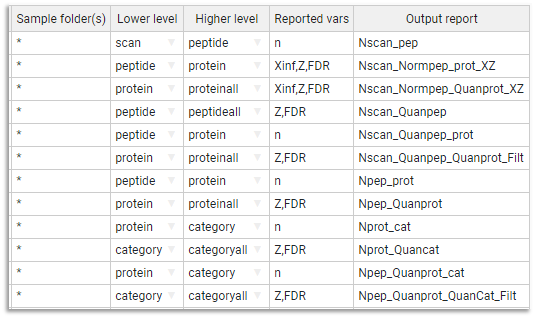 Sample folder(s) Lower level Higher level Reported vars Output report
* scan peptide n Nscan_pep
* peptide protein Xinf,Z,FDR Nscan_Normpep_prot_XZ
* protein proteinall Xinf,Z,FDR Nscan_Normpep_Quanprot_XZ
* peptide peptideall Z,FDR Nscan_Quanpep
* peptide protein n Nscan_Quanpep_prot
* protein proteinall Z,FDR Nscan_Quanpep_Quanprot_Filt
* peptide protein n Npep_prot
* protein proteinall Z,FDR Npep_Quanprot
* protein category n Nprot_cat
* category categoryall Z,FDR Nprot_Quancat
* protein category n Npep_Quanprot_cat
* category categoryall Z,FDR Npep_Quanprot_QuanCat_Filt